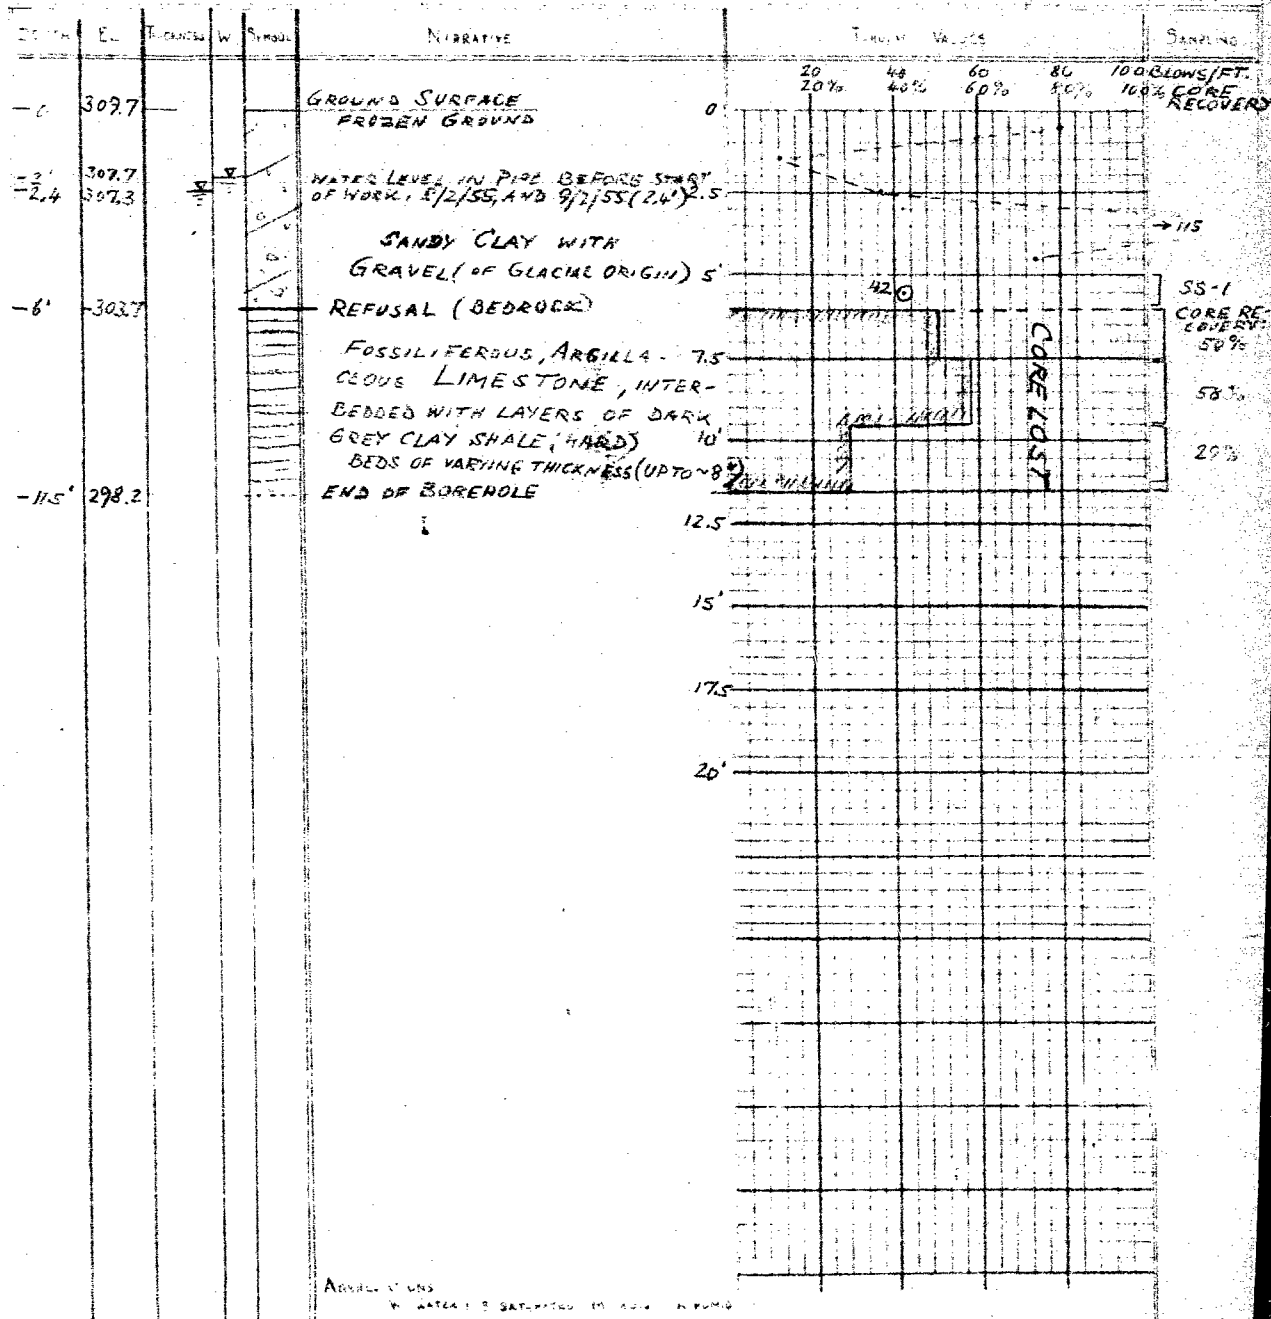 EL. THICKNESS W SYMBOL NARRATIVE VALUES SAMPLING
20 40 60 80 100 BLOWS/FT.
20% 40% 60% 80% 100% CORE RECOVERY
309.7 GROUND SURFACE 0
FROZEN GROUND
-2' 307.7 WATER LEVEL IN PIPE BEFORE START
-2.4 307.3 OF WORK, 8/2/55, AND 9/2/55 (2.4') 2.5
→ 115
SANDY CLAY WITH
GRAVEL (OF GLACIAL ORIGIN) 5'
42 SS-1
-6' -303.7 REFUSAL (BEDROCK)
CORE RE-
COVERY:
50%
FOSSILIFEROUS, ARGILLA- 7.5
CEOUS LIMESTONE, INTER-
BEDDED WITH LAYERS OF DARK 58%
GREY CLAY SHALE; (HARD) 10'
29%
BEDS OF VARYING THICKNESS (UP TO ~8")
CORE LOST
-11.5' 298.2 END OF BOREHOLE
12.5
15'
17.5
20'